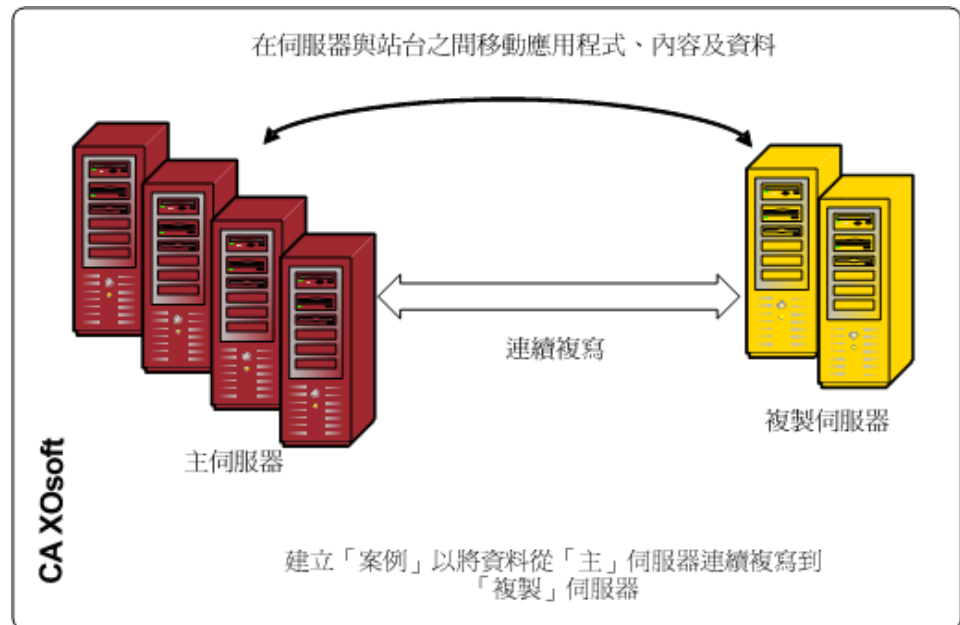 在伺服器與站台之間移動應用程式、內容及資料
連續複寫
複製伺服器
主伺服器
CA XOsoft
建立「案例」以將資料從「主」伺服器連續複寫到
「複製」伺服器